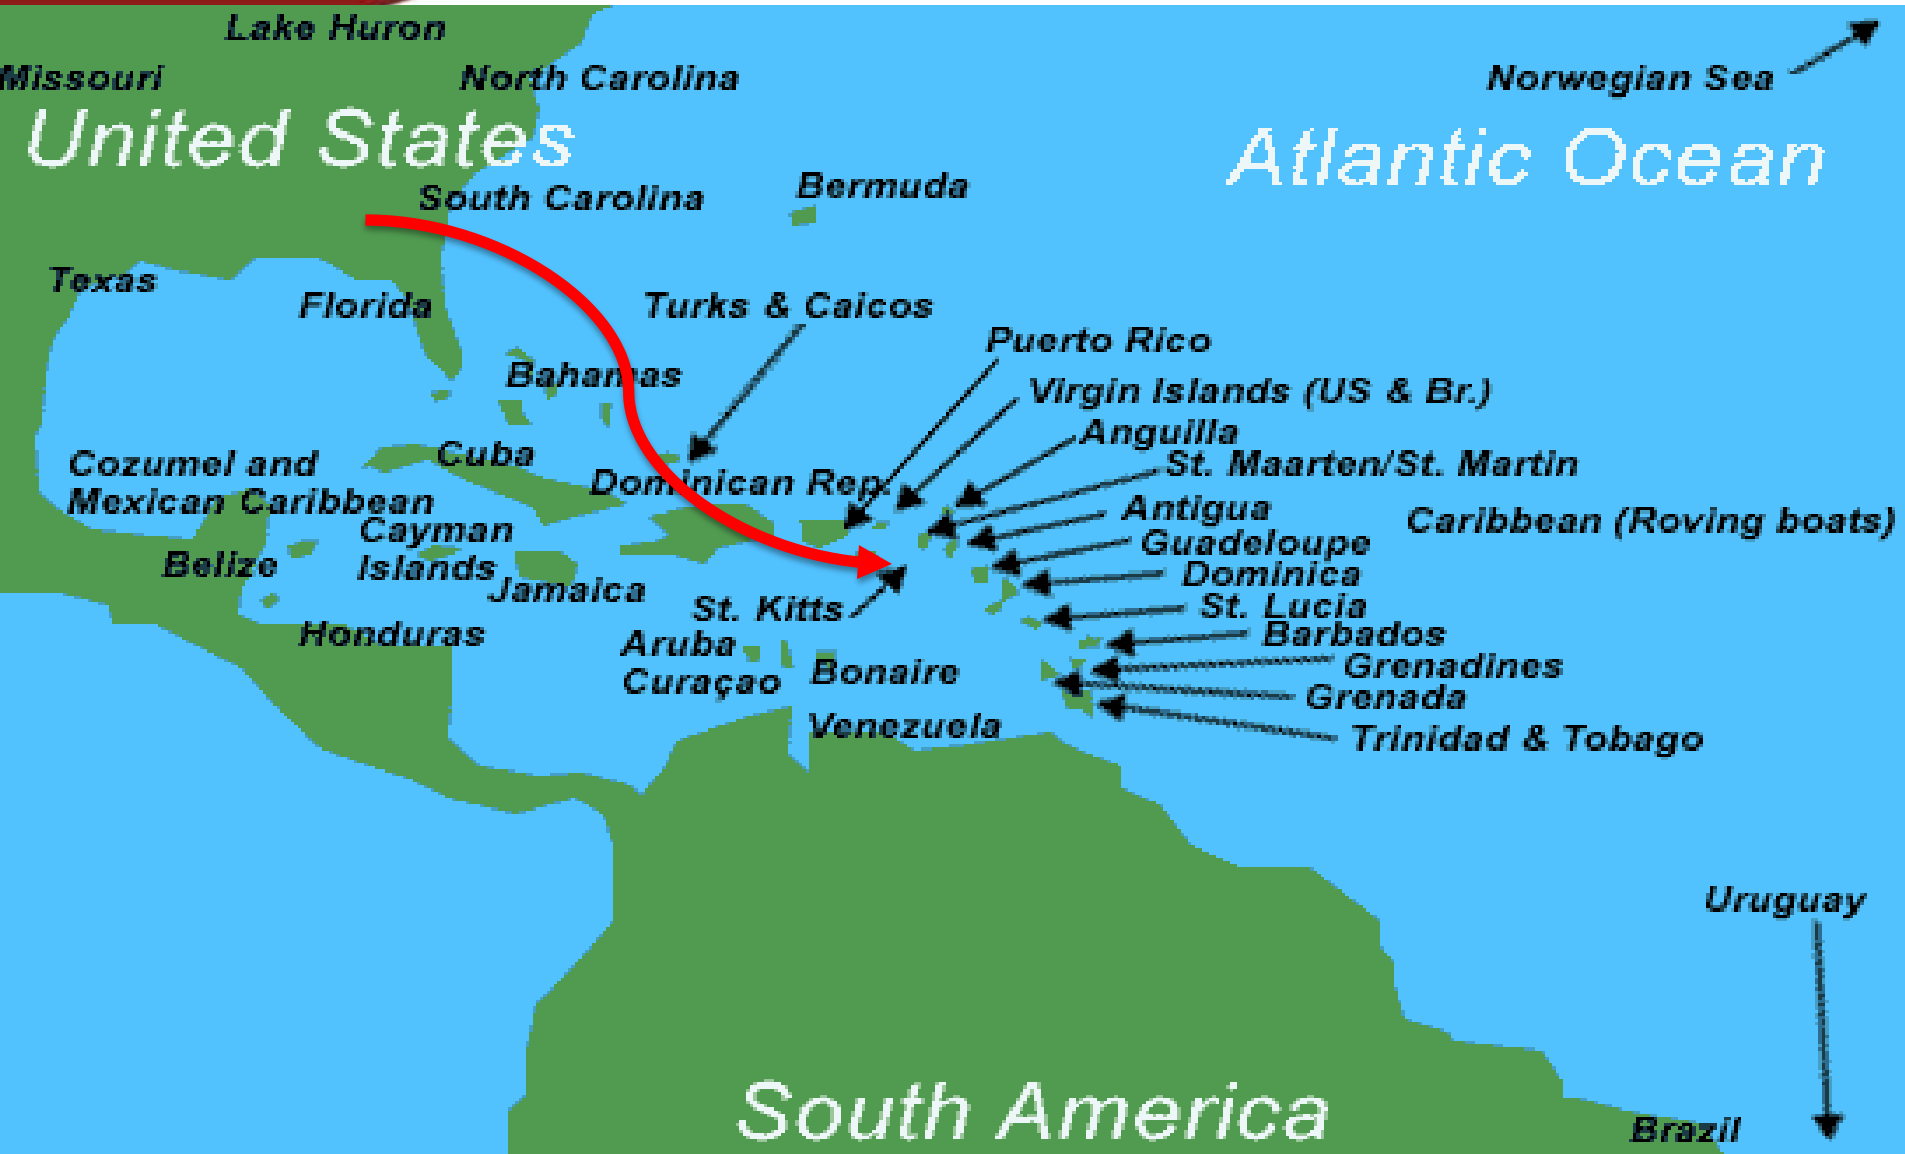 Lake Huron
Missouri
North Carolina
Norwegian Sea
United States
Atlantic Ocean
South Carolina
Bermuda
Texas
Florida
Turks & Caicos
Puerto Rico
Bahamas
Virgin Islands (US & Br.)
Anguilla
Cuba
Cozumel and
Mexican Caribbean
St. Maarten/St. Martin
Dominican Rep.
Antigua
Caribbean (Roving boats)
Cayman
Islands
Guadeloupe
Belize
Dominica
Jamaica
St. Kitts
St. Lucia
Honduras
Barbados
Aruba
Grenadines
Bonaire
Curaçao
Grenada
Venezuela
Trinidad & Tobago
Uruguay
South America
Brazil